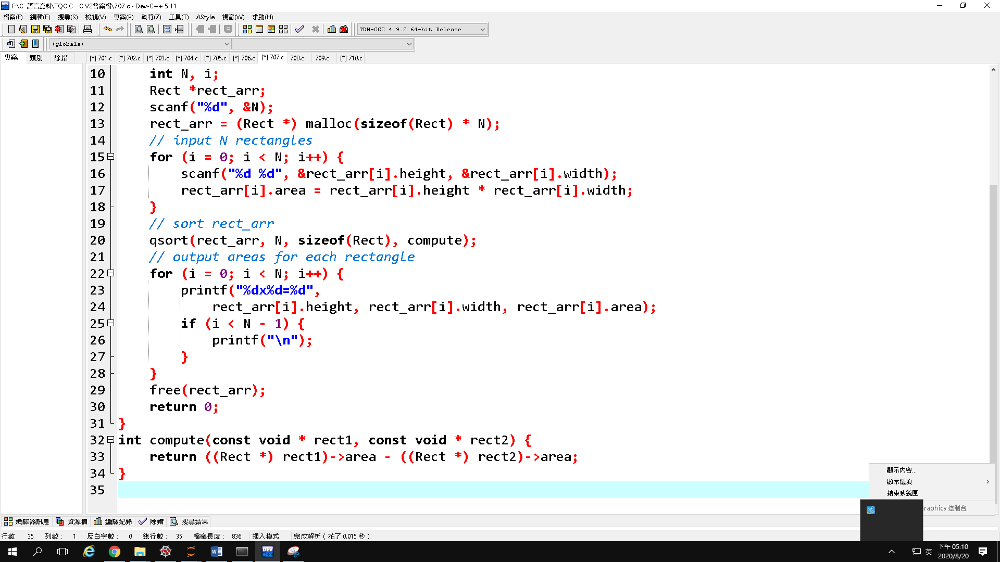 F:\C 語言資料\TQC C   C V2答案檔\707.c - Dev-C++ 5.11
檔案(F) 編輯(E) 搜尋(S) 檢視(V) 專案(P) 執行(Z) 工具(T) AStyle 視窗(W) 求助(H)
TDM-GCC 4.9.2 64-bit Release
(globals)
專案 類別 除錯 [*] 701.c [*] 702.c [*] 703.c [*] 704.c [*] 705.c [*] 706.c [*] 707.c 708.c 709.c [*] 710.c
10     int N, i;
11     Rect *rect_arr;
12     scanf("%d", &N);
13     rect_arr = (Rect *) malloc(sizeof(Rect) * N);
14     // input N rectangles
15     for (i = 0; i < N; i++) {
16         scanf("%d %d", &rect_arr[i].height, &rect_arr[i].width);
17         rect_arr[i].area = rect_arr[i].height * rect_arr[i].width;
18     }
19     // sort rect_arr
20     qsort(rect_arr, N, sizeof(Rect), compute);
21     // output areas for each rectangle
22     for (i = 0; i < N; i++) {
23         printf("%dx%d=%d",
24             rect_arr[i].height, rect_arr[i].width, rect_arr[i].area);
25         if (i < N - 1) {
26             printf("\n");
27         }
28     }
29     free(rect_arr);
30     return 0;
31 }
32 int compute(const void * rect1, const void * rect2) {
33     return ((Rect *) rect1)->area - ((Rect *) rect2)->area;
34 }
35
顯示內容...
顯示選項
結束系統匣
raphics 控制台
編譯器訊息 資源檔 編譯紀錄 除錯 搜尋結果
行數: 35 列數: 1 反白字數: 0 總行數: 35 檔案長度: 836 插入模式 完成解析 ( 花了 0.015 秒 )
DEV
英 下午 05:10
2020/8/20